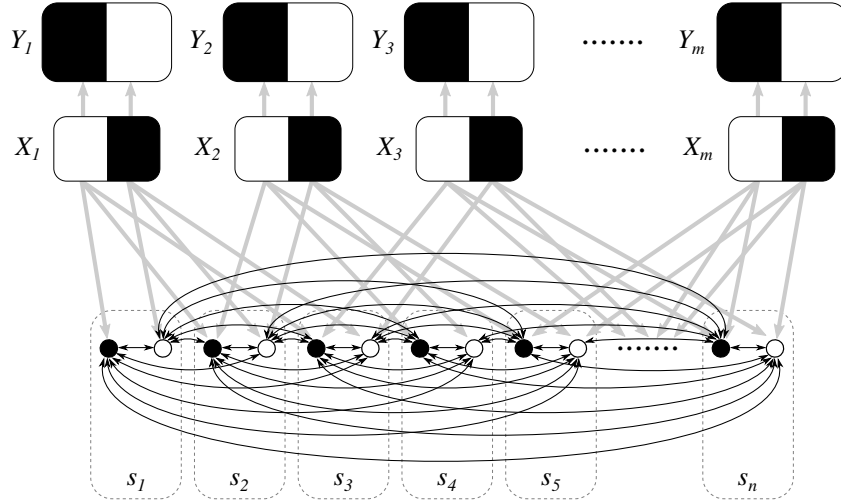 Y1 Y2 Y3 ....... Ym
X1 X2 X3 ....... Xm
.......
s1 s2 s3 s4 s5 sn